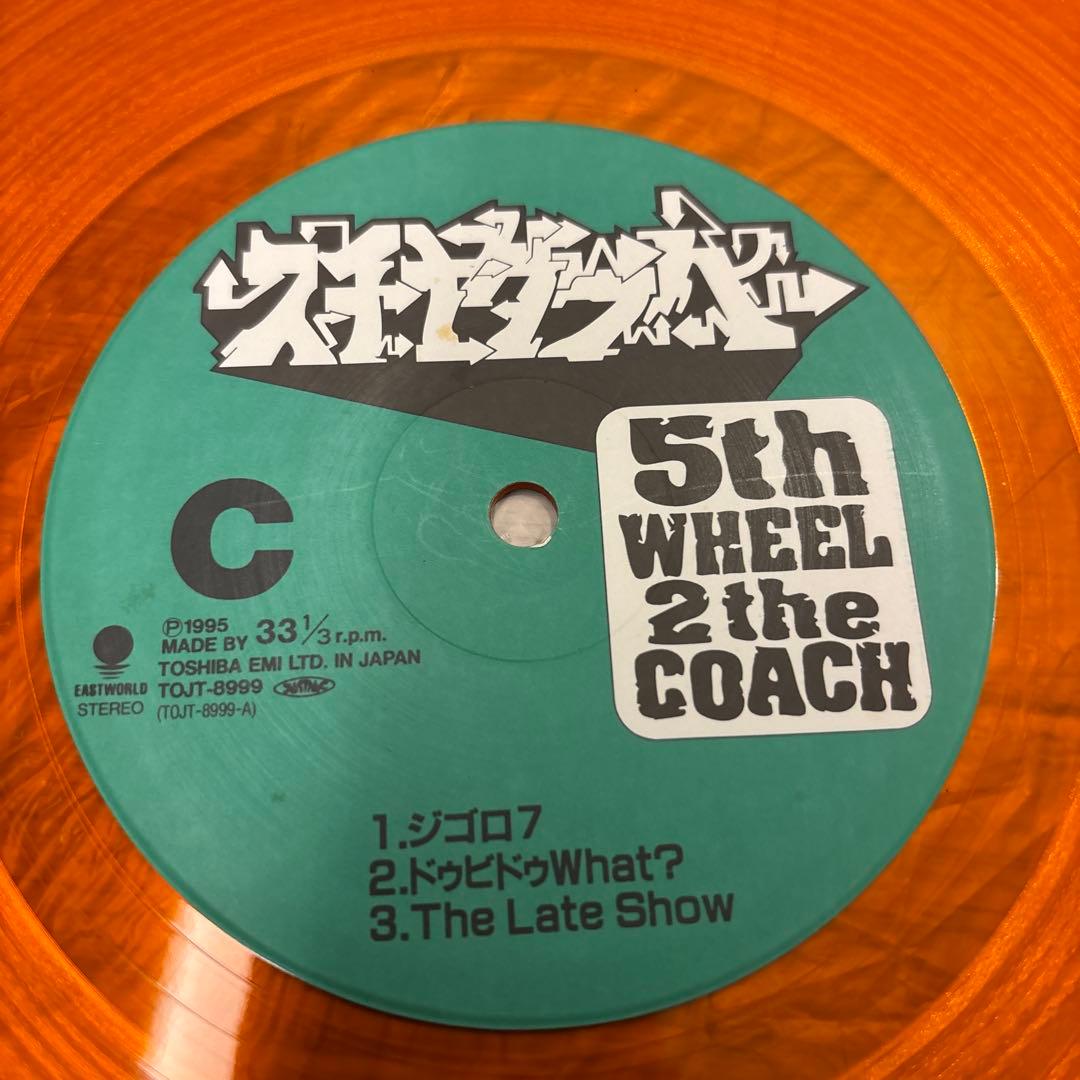 スチャダラパー
5th
WHEEL
2 the
COACH
C
Ⓟ1995
MADE BY 33 1/3 r.p.m.
TOSHIBA EMI LTD. IN JAPAN
EASTWORLD TOJT-8999
STEREO (TOJT-8999-A)
1.ジゴロ7
2.ドゥビドゥWhat?
3.The Late Show